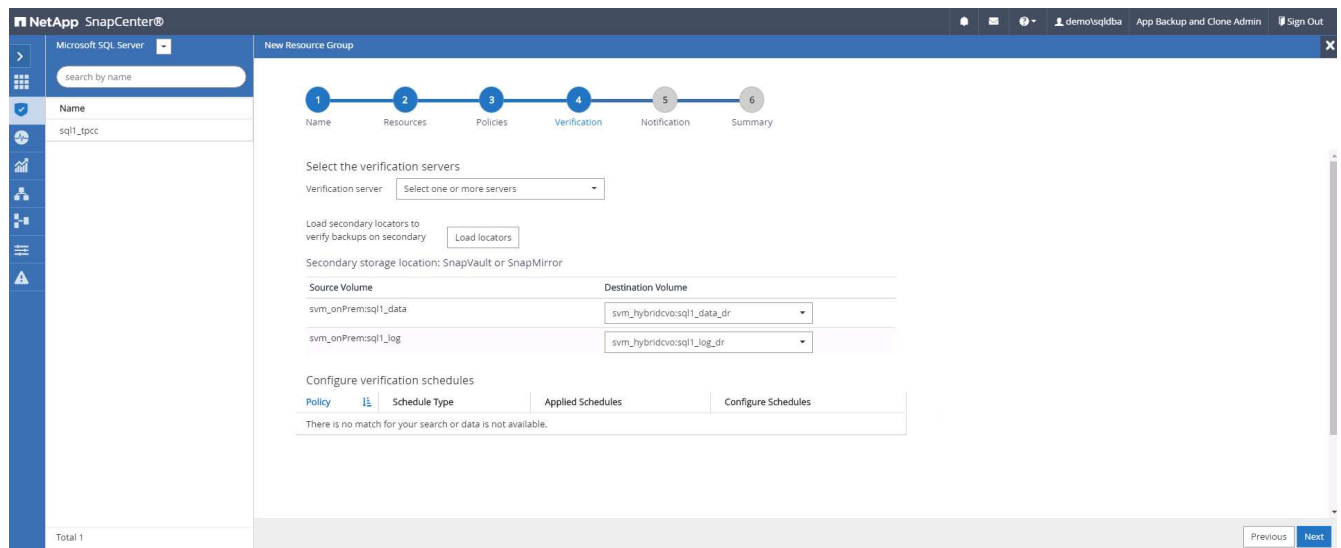 NetApp SnapCenter®
demo\sqldba App Backup and Clone Admin Sign Out
Microsoft SQL Server
New Resource Group
search by name
Name
sql1_tpcc
Total 1
1 2 3 4 5 6
Name Resources Policies Verification Notification Summary
Select the verification servers
Verification server Select one or more servers
Load secondary locators to
verify backups on secondary Load locators
Secondary storage location: SnapVault or SnapMirror
Source Volume Destination Volume
svm_onPrem:sql1_data svm_hybridcvo:sql1_data_dr
svm_onPrem:sql1_log svm_hybridcvo:sql1_log_dr
Configure verification schedules
Policy Schedule Type Applied Schedules Configure Schedules
There is no match for your search or data is not available.
Previous Next